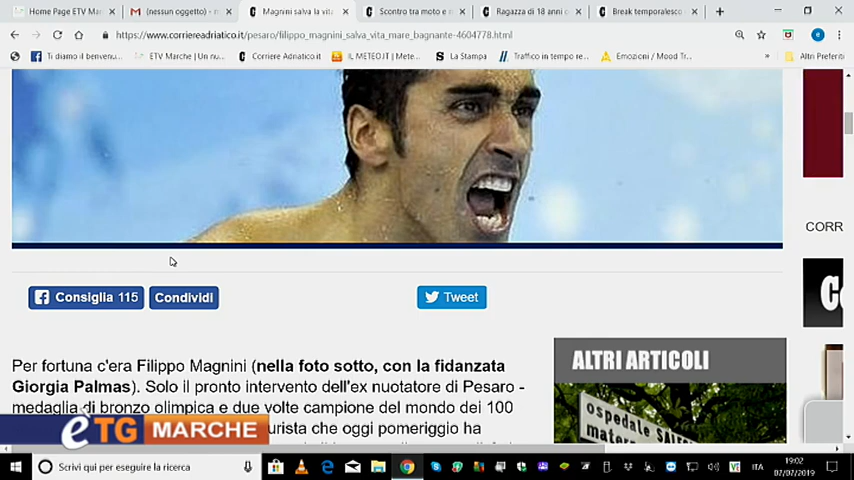 Home Page ETV Mar
(nessun oggetto) - m
Magnini salva la vita
Scontro tra moto e
Ragazza di 18 anni
Break temporalesco
https://www.corriereadriatico.it/pesaro/filippo_magnini_salva_vita_mare_bagnante-4604778.html
Ti diamo il benvenu...
ETV Marche | Un nu...
Corriere Adriatico.it
IL METEO.IT | Mete...
La Stampa
Traffico in tempo re...
Emozioni / Mood Tra...
Altri Preferiti
CORR
Consiglia 115
Condividi
Tweet
Per fortuna c'era Filippo Magnini (nella foto sotto, con la fidanzata
Giorgia Palmas). Solo il pronto intervento dell'ex nuotatore di Pesaro -
medaglia di bronzo olimpica e due volte campione del mondo dei 100
urista che oggi pomeriggio ha
ALTRI ARTICOLI
OSPEDALE
mater
eTG MARCHE
Scrivi qui per eseguire la ricerca
ITA
19:02
07/07/2019